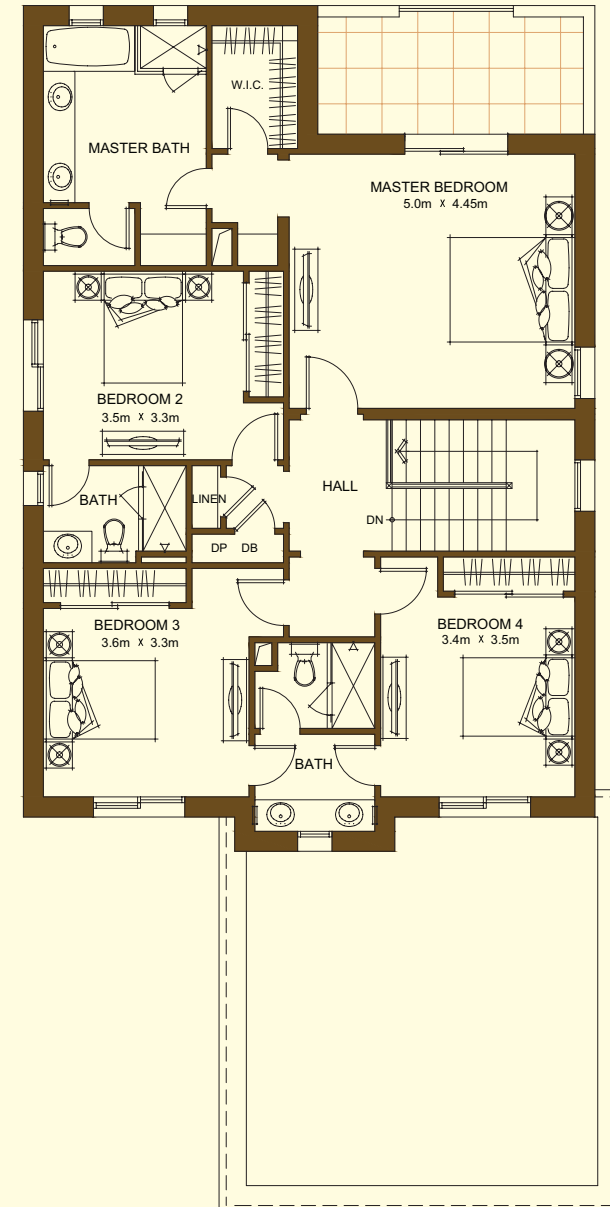 W.I.C.
MASTER BATH
MASTER BEDROOM
5.0m x 4.45m
BEDROOM 2
3.5m x 3.3m
BATH
LINEN
HALL
DN
DP DB
BEDROOM 3
3.6m x 3.3m
BEDROOM 4
3.4m x 3.5m
BATH